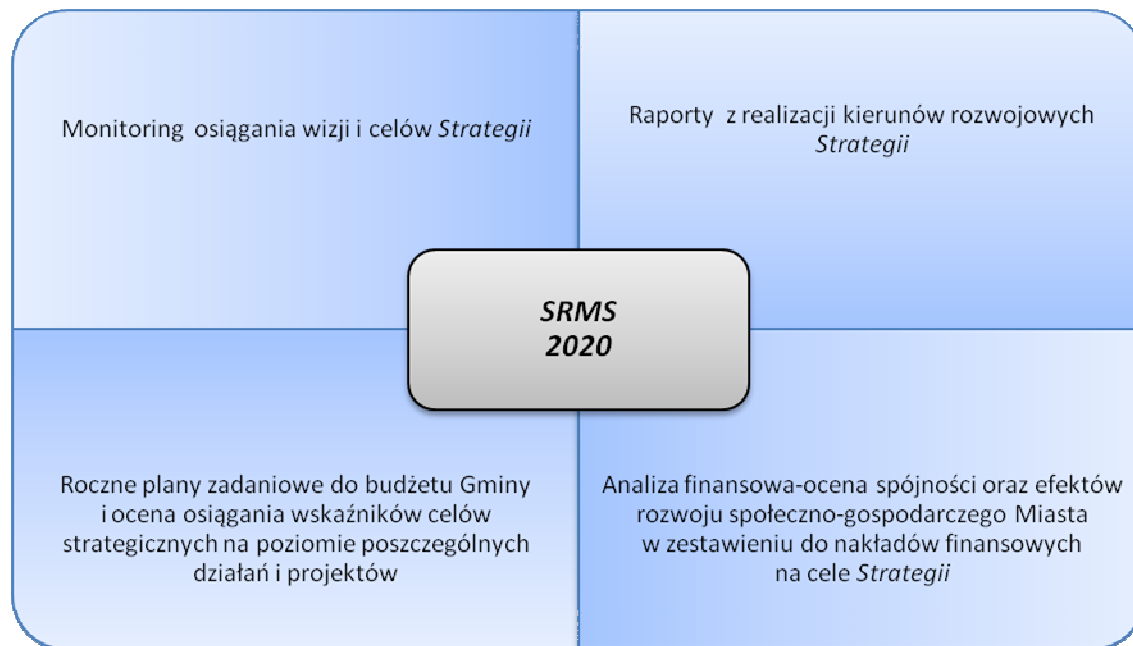 Monitoring osiągania wizji i celów Strategii
Raporty z realizacji kierunów rozwojowych
Strategii
SRMS
2020
Roczne plany zadaniowe do budżetu Gminy
i ocena osiągania wskaźników celów
strategicznych na poziomie poszczególnych
działań i projektów
Analiza finansowa-ocena spójności oraz efektów
rozwoju społeczno-gospodarczego Miasta
w zestawieniu do nakładów finansowych
na cele Strategii